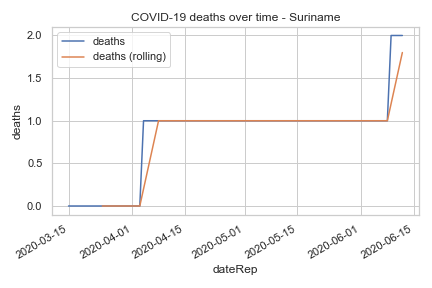 COVID-19 deaths over time - Suriname
deaths
deaths (rolling)
2.0
1.5
1.0
0.5
0.0
deaths
2020-03-15
2020-04-01
2020-04-15
2020-05-01
2020-05-15
2020-06-01
2020-06-15
dateRep